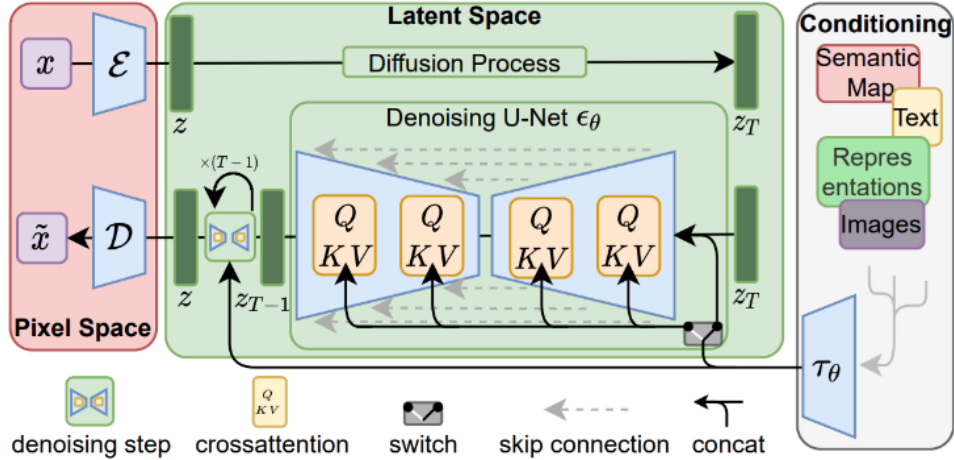 Latent Space
Conditioning
x
ℰ
z
Diffusion Process
z_T
Semantic
Map
Text
Repres
entations
Images
Denoising U-Net ϵ_θ
×(T−1)
Q
KV
Q
KV
Q
KV
Q
KV
x̃
𝒟
z
z_{T−1}
z_T
Pixel Space
τ_θ
Q
KV
denoising step
crossattention
switch
skip connection
concat